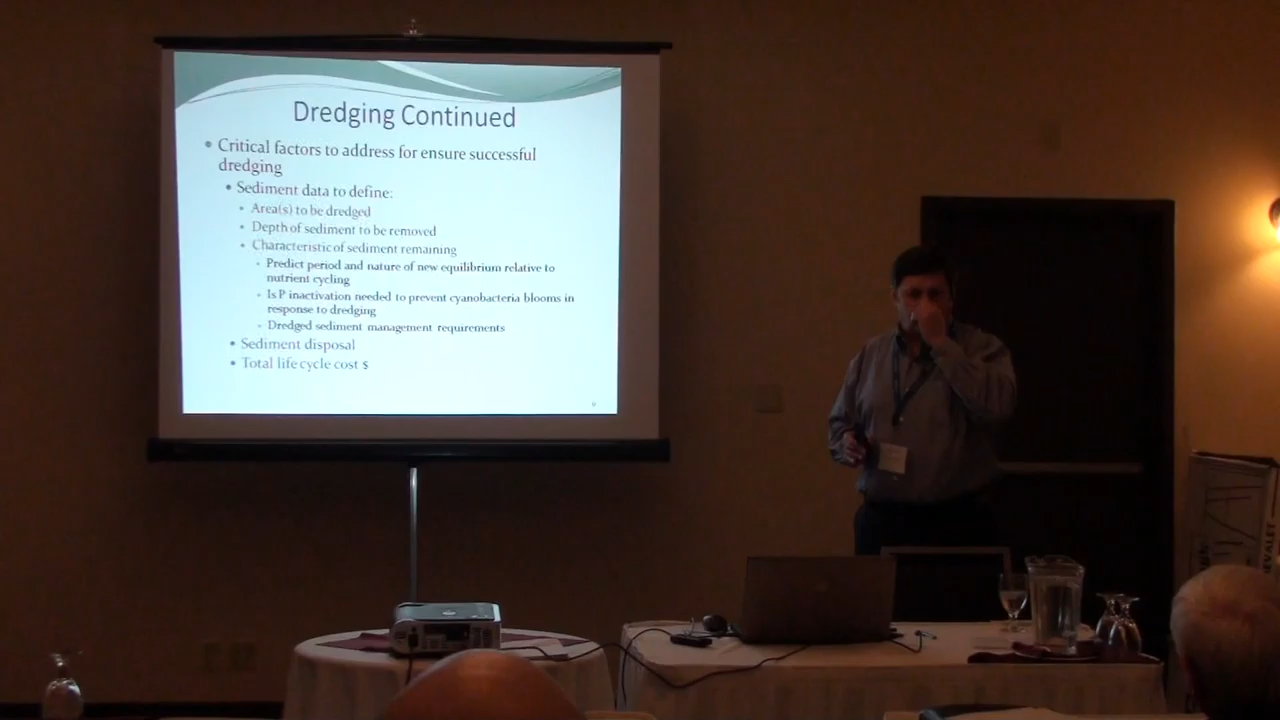 Dredging Continued
• Critical factors to address for ensure successful
dredging
• Sediment data to define:
• Area(s) to be dredged
• Depth of sediment to be removed
• Characteristic of sediment remaining
• Predict period and nature of new equilibrium relative to
nutrient cycling
• Is P inactivation needed to prevent cyanobacteria blooms in
response to dredging
• Dredged sediment management requirements
• Sediment disposal
• Total life cycle cost $